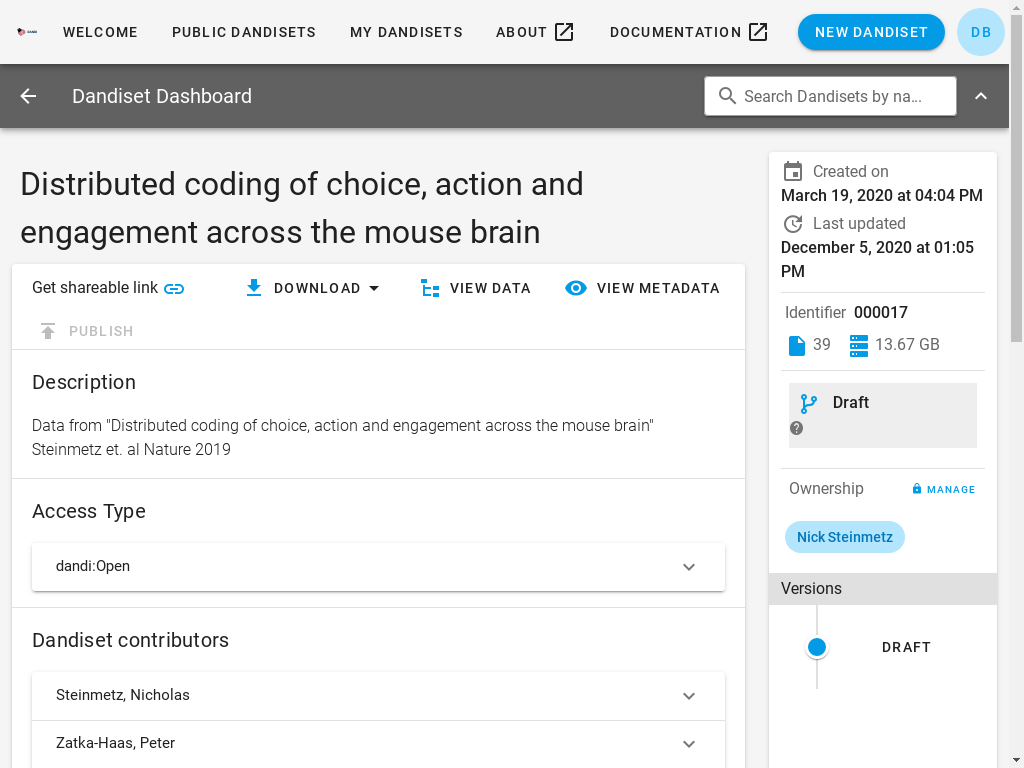 WELCOME PUBLIC DANDISETS MY DANDISETS ABOUT DOCUMENTATION NEW DANDISET DB
Dandiset Dashboard Search Dandisets by na...
Distributed coding of choice, action and
engagement across the mouse brain
Get shareable link DOWNLOAD VIEW DATA VIEW METADATA
PUBLISH
Description
Data from "Distributed coding of choice, action and engagement across the mouse brain"
Steinmetz et. al Nature 2019
Access Type
dandi:Open
Dandiset contributors
Steinmetz, Nicholas
Zatka-Haas, Peter
Created on
March 19, 2020 at 04:04 PM
Last updated
December 5, 2020 at 01:05
PM
Identifier 000017
39 13.67 GB
Draft
Ownership MANAGE
Nick Steinmetz
Versions
DRAFT